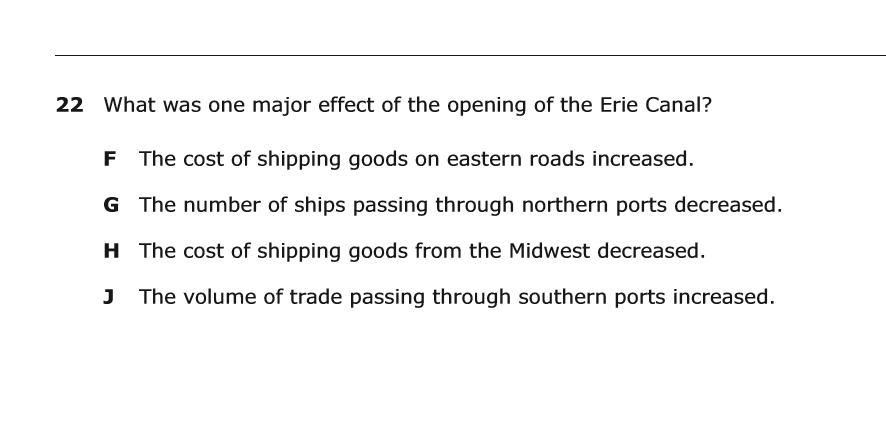 22 What was one major effect of the opening of the Erie Canal?
F The cost of shipping goods on eastern roads increased.
G The number of ships passing through northern ports decreased.
H The cost of shipping goods from the Midwest decreased.
J The volume of trade passing through southern ports increased.